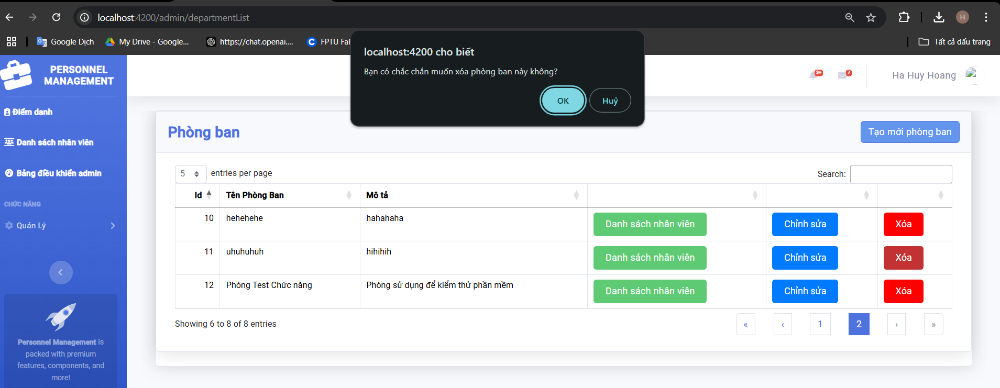 localhost:4200/admin/departmentList
H
Google Dịch
My Drive - Google...
https://chat.openai....
FPTU Fal
Tất cả dấu trang
localhost:4200 cho biết
Bạn có chắc chắn muốn xóa phòng ban này không?
OK
Huỷ
PERSONNEL
MANAGEMENT
3+
7
Ha Huy Hoang
Điểm danh
Danh sách nhân viên
Bảng điều khiển admin
CHỨC NĂNG
Quản Lý
Personnel Management is
packed with premium
features, components, and
more!
Phòng ban
Tạo mới phòng ban
5 entries per page
Search:
Id Tên Phòng Ban Mô tả
10 hehehehe hahahaha Danh sách nhân viên Chỉnh sửa Xóa
11 uhuhuhuh hihihih Danh sách nhân viên Chỉnh sửa Xóa
12 Phòng Test Chức năng Phòng sử dụng để kiểm thử phần mềm Danh sách nhân viên Chỉnh sửa Xóa
Showing 6 to 8 of 8 entries
« ‹ 1 2 › »